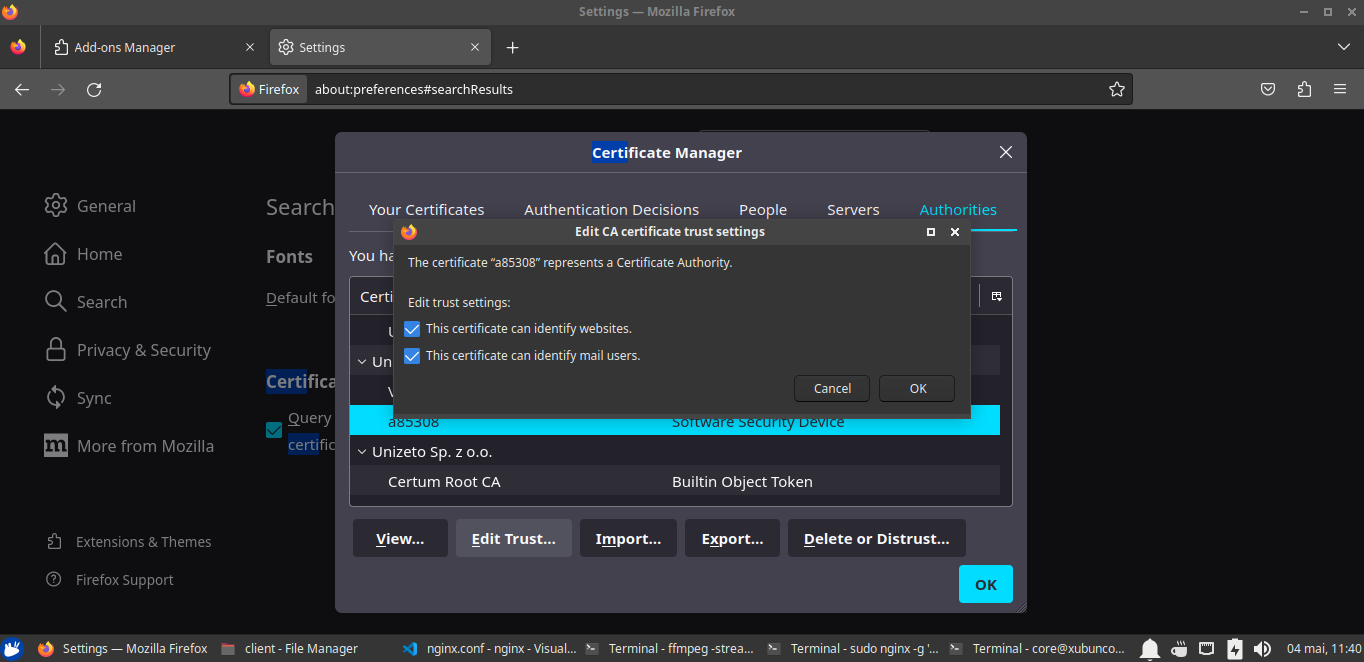 Settings — Mozilla Firefox
Add-ons Manager
Settings
Firefox
about:preferences#searchResults
Certificate Manager
Your Certificates
Authentication Decisions
People
Servers
Authorities
General
Home
Search
Privacy & Security
Sync
More from Mozilla
Extensions & Themes
Firefox Support
Search
Fonts
Default fo
Certifica
Query
certific
You ha
Certi
Un
Edit CA certificate trust settings
The certificate “a85308” represents a Certificate Authority.
Edit trust settings:
This certificate can identify websites.
This certificate can identify mail users.
Cancel
OK
a85308 Software Security Device
Unizeto Sp. z o.o.
Certum Root CA Builtin Object Token
View...
Edit Trust...
Import...
Export...
Delete or Distrust...
OK
Settings — Mozilla Firefox
client - File Manager
nginx.conf - nginx - Visual...
Terminal - ffmpeg -strea...
Terminal - sudo nginx -g '...
Terminal - core@xubunco...
04 mai, 11:40